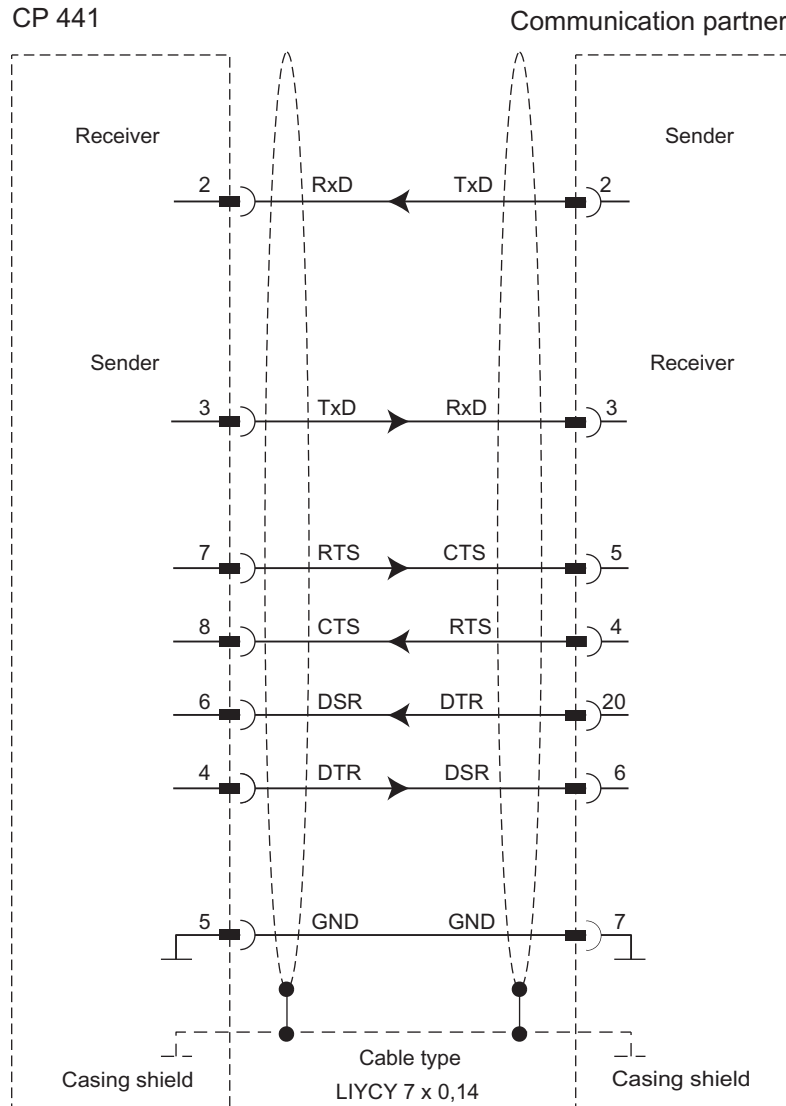 CP 441
Communication partner
Receiver
Sender
2 RxD TxD 2
Sender
Receiver
3 TxD RxD 3
7 RTS CTS 5
8 CTS RTS 4
6 DSR DTR 20
4 DTR DSR 6
5 GND GND 7
Casing shield
Cable type
LIYCY 7 x 0,14
Casing shield